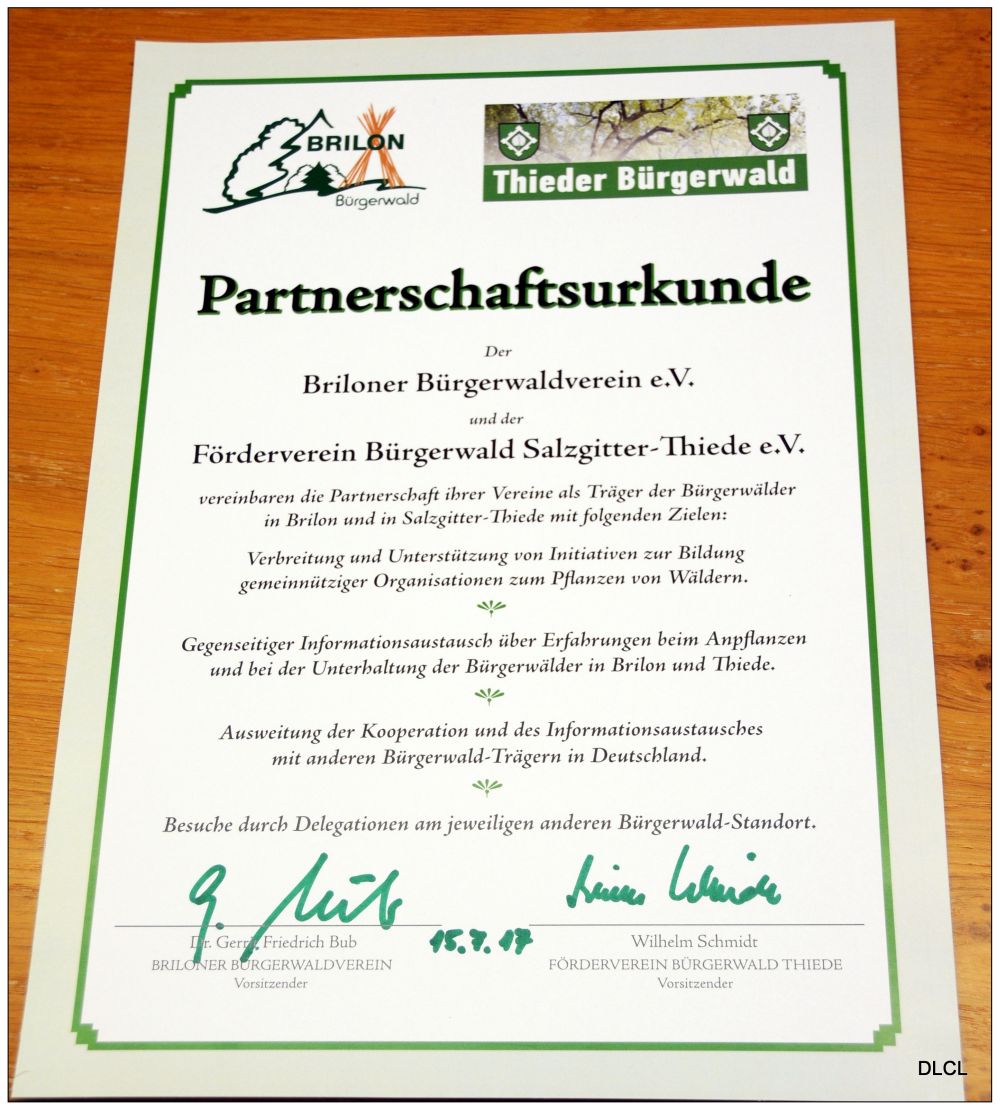 BRILON
Bürgerwald
Thieder Bürgerwald
Partnerschaftsurkunde
Der
Briloner Bürgerwaldverein e.V.
und der
Förderverein Bürgerwald Salzgitter-Thiede e.V.
vereinbaren die Partnerschaft ihrer Vereine als Träger der Bürgerwälder
in Brilon und in Salzgitter-Thiede mit folgenden Zielen:
Verbreitung und Unterstützung von Initiativen zur Bildung
gemeinnütziger Organisationen zum Pflanzen von Wäldern.
Gegenseitiger Informationsaustausch über Erfahrungen beim Anpflanzen
und bei der Unterhaltung der Bürgerwälder in Brilon und Thiede.
Ausweitung der Kooperation und des Informationsaustausches
mit anderen Bürgerwald-Trägern in Deutschland.
Besuche durch Delegationen am jeweiligen anderen Bürgerwald-Standort.
15.7.17
Dr. Gerrit Friedrich Bub
BRILONER BÜRGERWALDVEREIN
Vorsitzender
Wilhelm Schmidt
FÖRDERVEREIN BÜRGERWALD THIEDE
Vorsitzender
DLCL